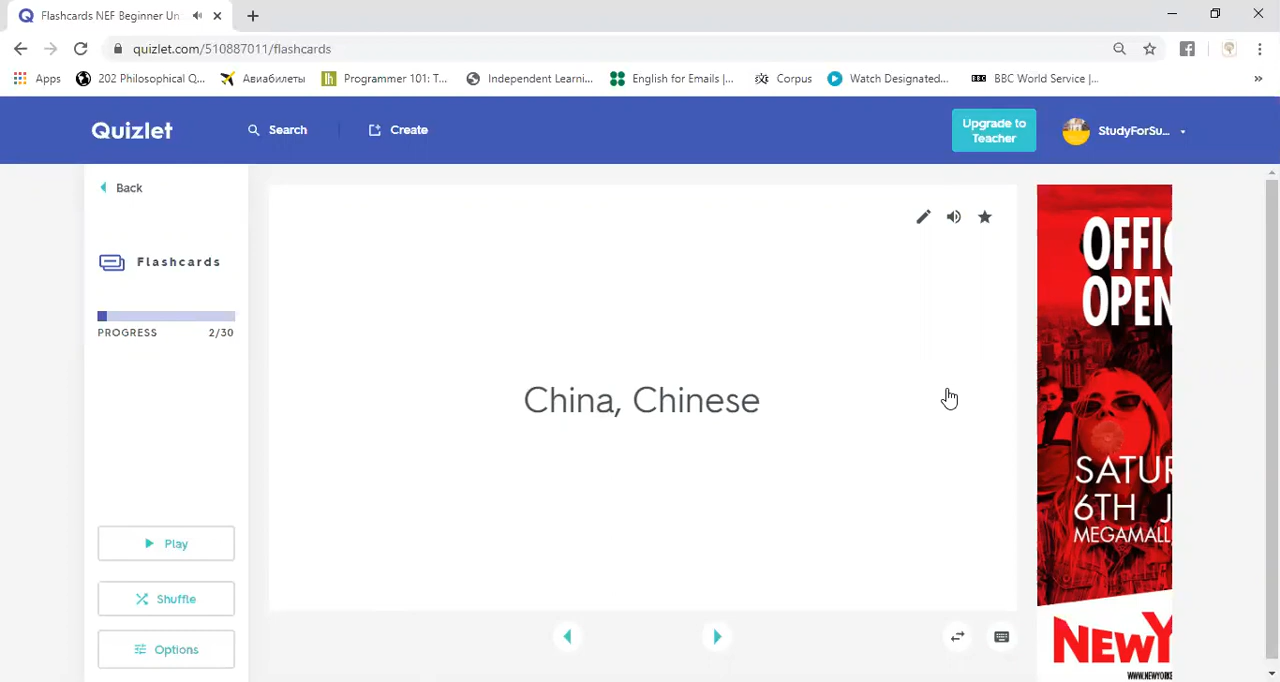 Flashcards NEF Beginner Un
quizlet.com/510887011/flashcards
Apps
202 Philosophical Q...
Авиабилеты
Programmer 101: T...
Independent Learni...
English for Emails |...
Corpus
Watch Designated...
BBC World Service |...
»
Quizlet
Search
Create
Upgrade to
Teacher
StudyForSu...
Back
Flashcards
PROGRESS 2/30
China, Chinese
Play
Shuffle
Options
OFFIC
OPEN
SATUR
6TH J
MEGAMALL,
NEWY
WWW.NEWYORKE